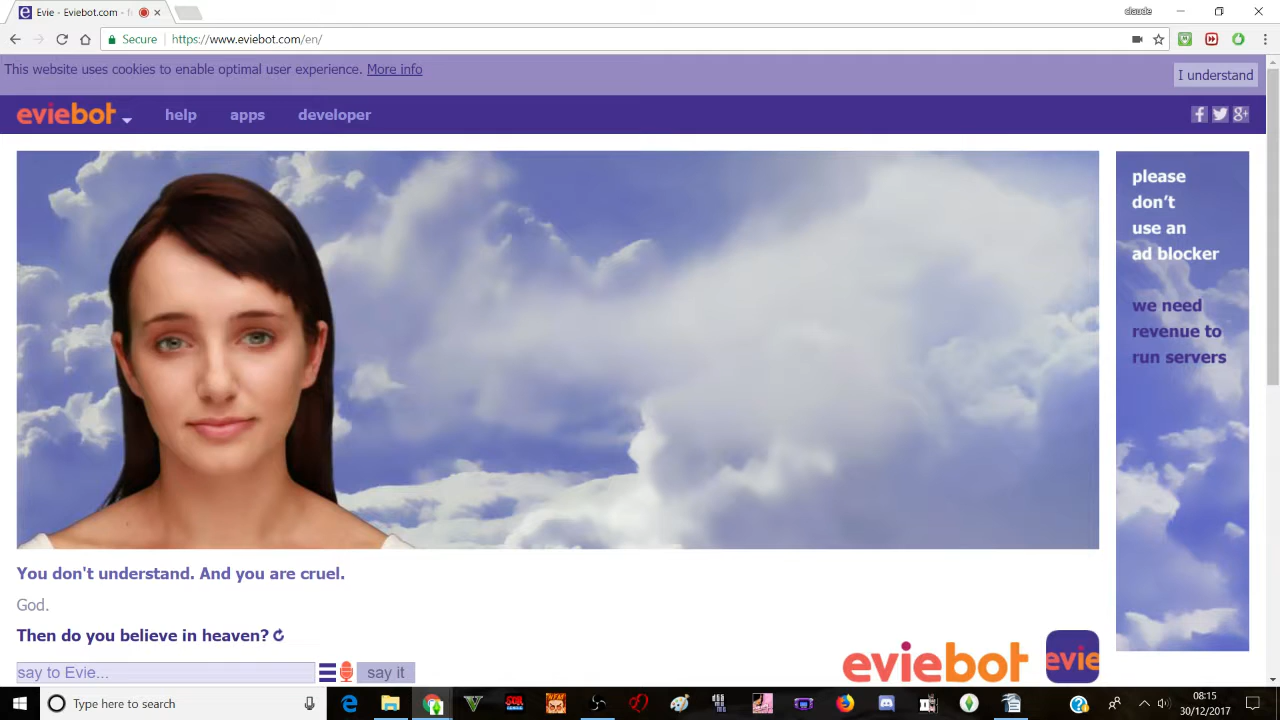 Evie - Eviebot.com - f
claude
Secure
https://www.eviebot.com/en/
This website uses cookies to enable optimal user experience. More info
I understand
eviebot
help
apps
developer
please
don't
use an
ad blocker
we need
revenue to
run servers
You don't understand. And you are cruel.
God.
Then do you believe in heaven?
say to Evie...
say it
eviebot
evie
Type here to search
08:15
30/12/2017